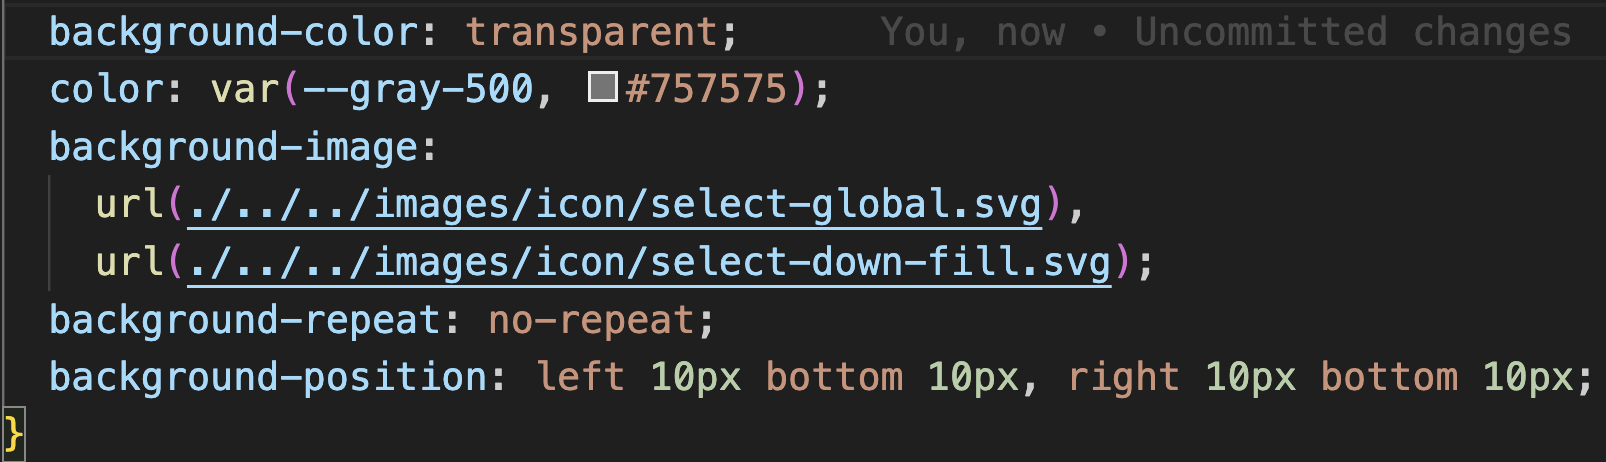 background-color: transparent; You, now • Uncommitted changes
color: var(--gray-500, #757575);
background-image:
url(./../../images/icon/select-global.svg),
url(./../../images/icon/select-down-fill.svg);
background-repeat: no-repeat;
background-position: left 10px bottom 10px, right 10px bottom 10px;
}